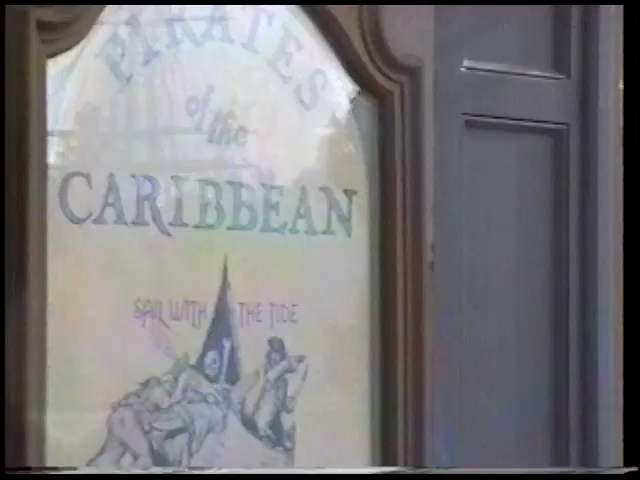 PIRATES
of the
CARIBBEAN
SAIL WITH THE TIDE